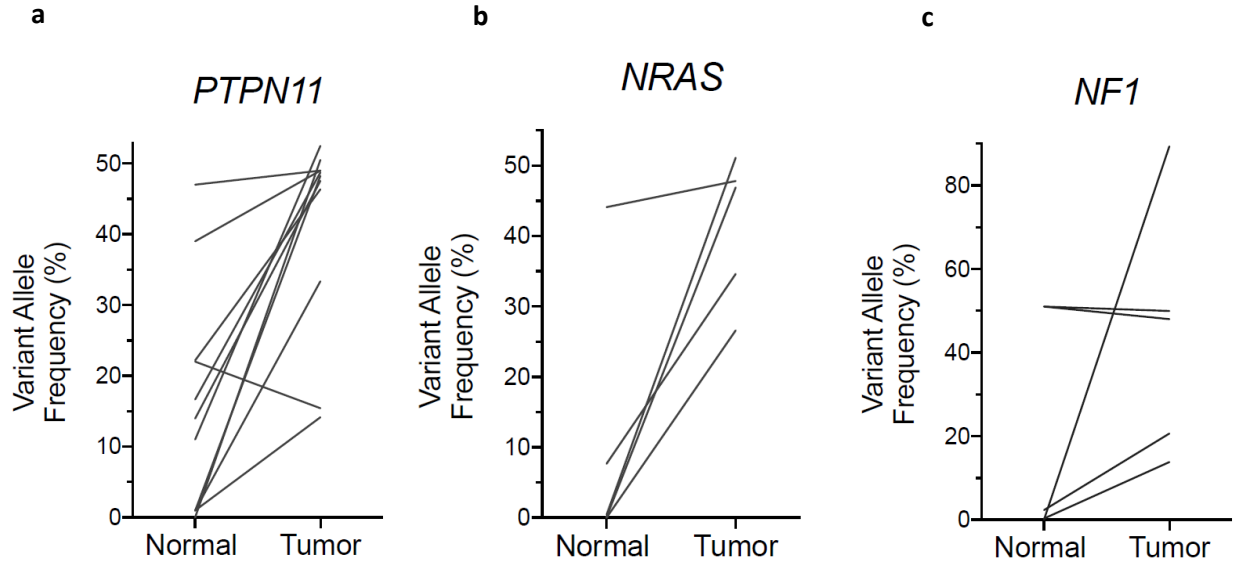 a
PTPN11
Variant Allele
Frequency (%)
50
40
30
20
10
0
Normal Tumor
b
NRAS
Variant Allele
Frequency (%)
50
40
30
20
10
0
Normal Tumor
c
NF1
Variant Allele
Frequency (%)
80
60
40
20
0
Normal Tumor